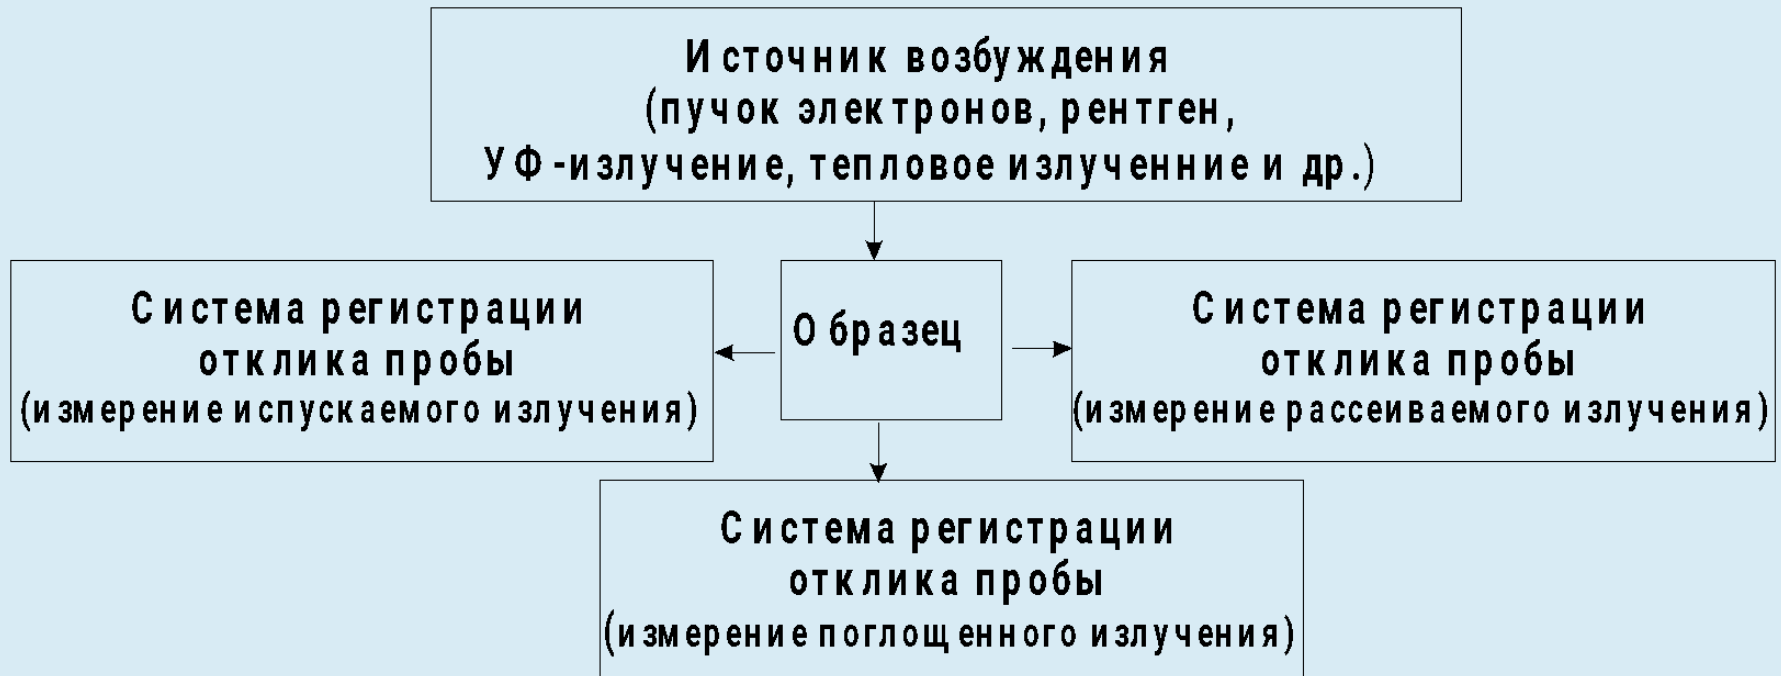 Источник возбуждения
(пучок электронов, рентген,
УФ-излучение, тепловое излученние и др.)
Система регистрации
отклика пробы
(измерение испускаемого излучения)
Образец
Система регистрации
отклика пробы
(измерение рассеиваемого излучения)
Система регистрации
отклика пробы
(измерение поглощенного излучения)